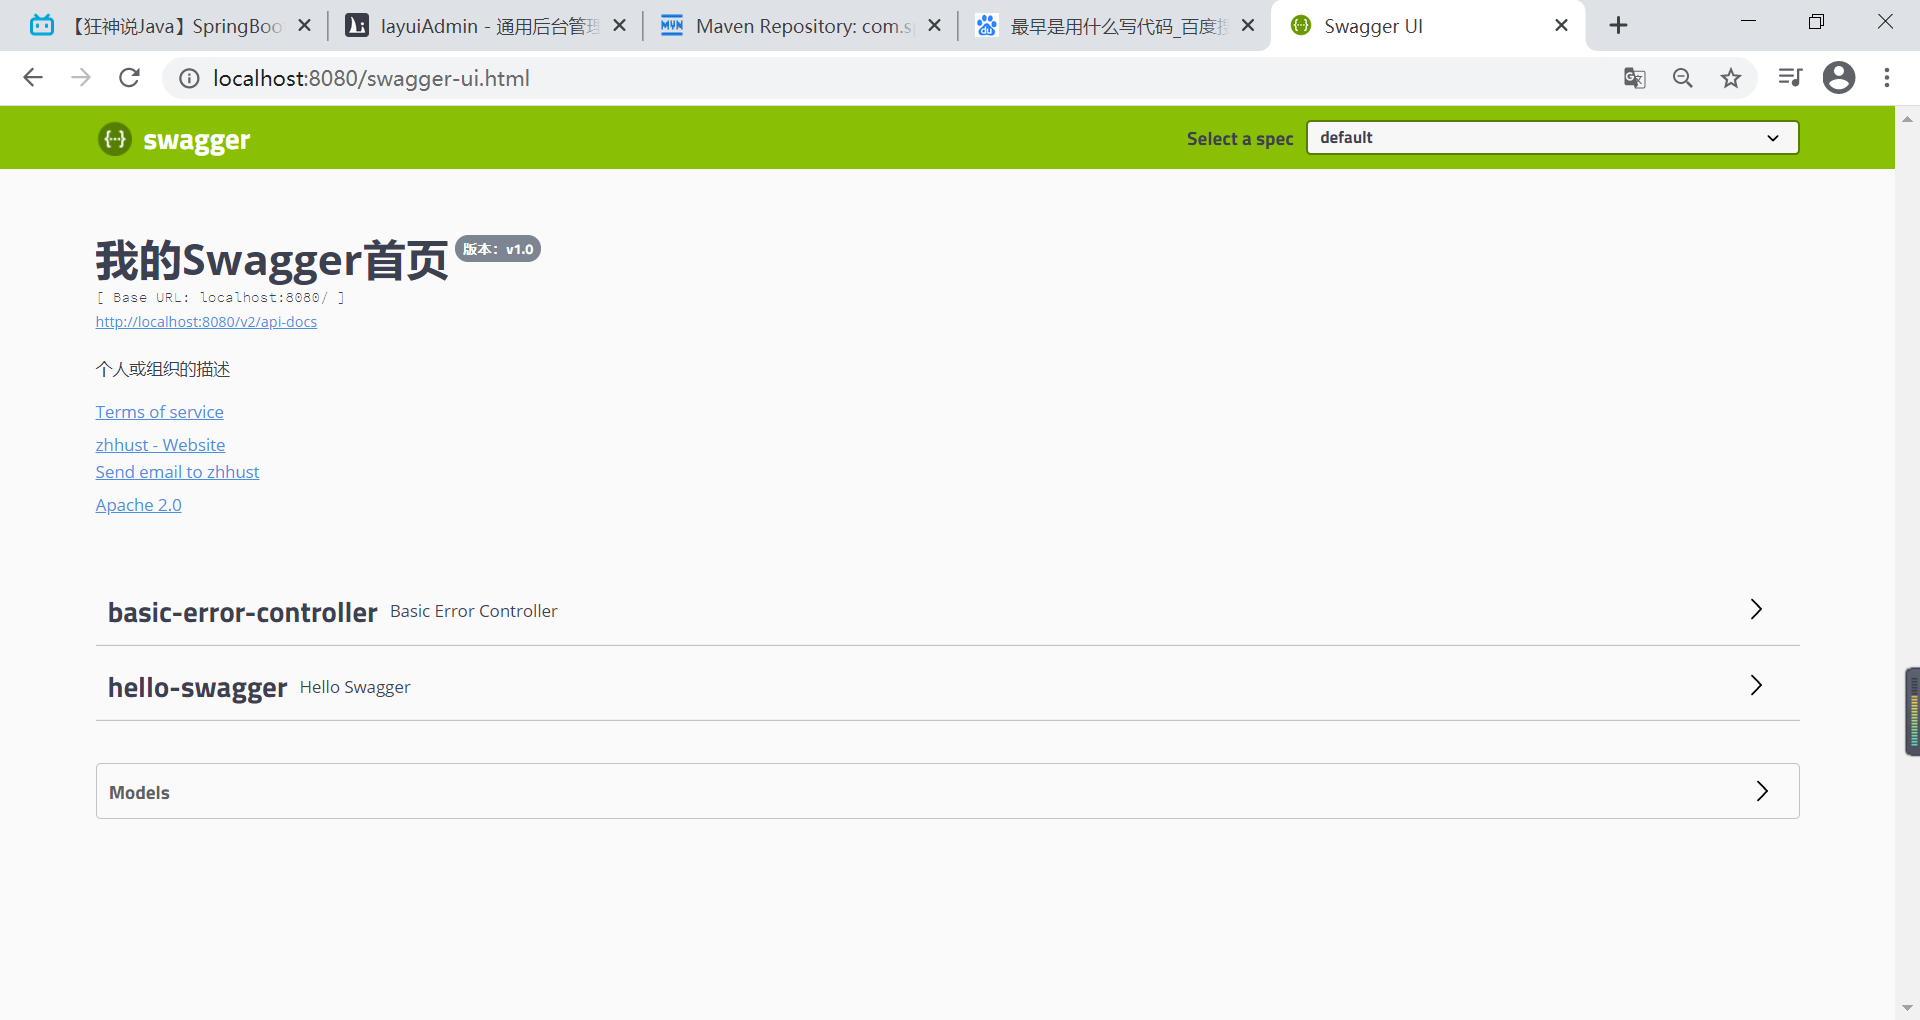 【狂神说Java】SpringBoo
layuiAdmin - 通用后台管理
Maven Repository: com.s
最早是用什么写代码_百度搜
Swagger UI
localhost:8080/swagger-ui.html
swagger
Select a spec
default
我的Swagger首页 版本：v1.0
[ Base URL: localhost:8080/ ]
http://localhost:8080/v2/api-docs
个人或组织的描述
Terms of service
zhhust - Website
Send email to zhhust
Apache 2.0
basic-error-controller Basic Error Controller
hello-swagger Hello Swagger
Models